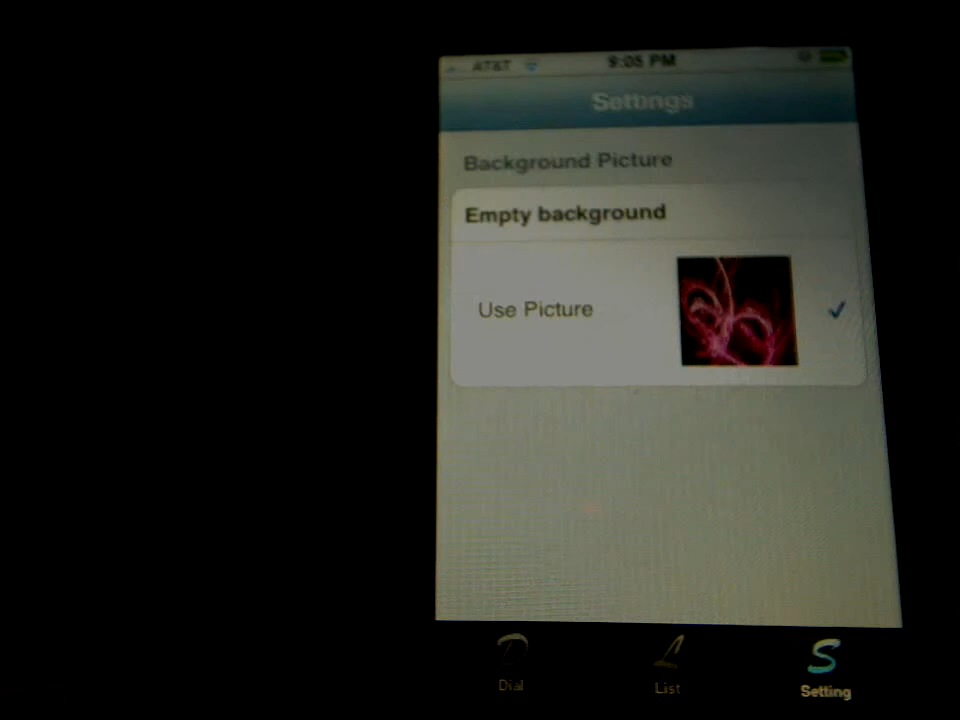 AT&T 9:05 PM
Settings
Background Picture
Empty background
Use Picture
D L S
Dial List Setting